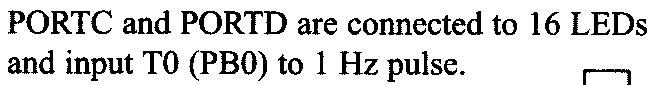 PORTC and PORTD are connected to 16 LEDs
and input T0 (PB0) to 1 Hz pulse.